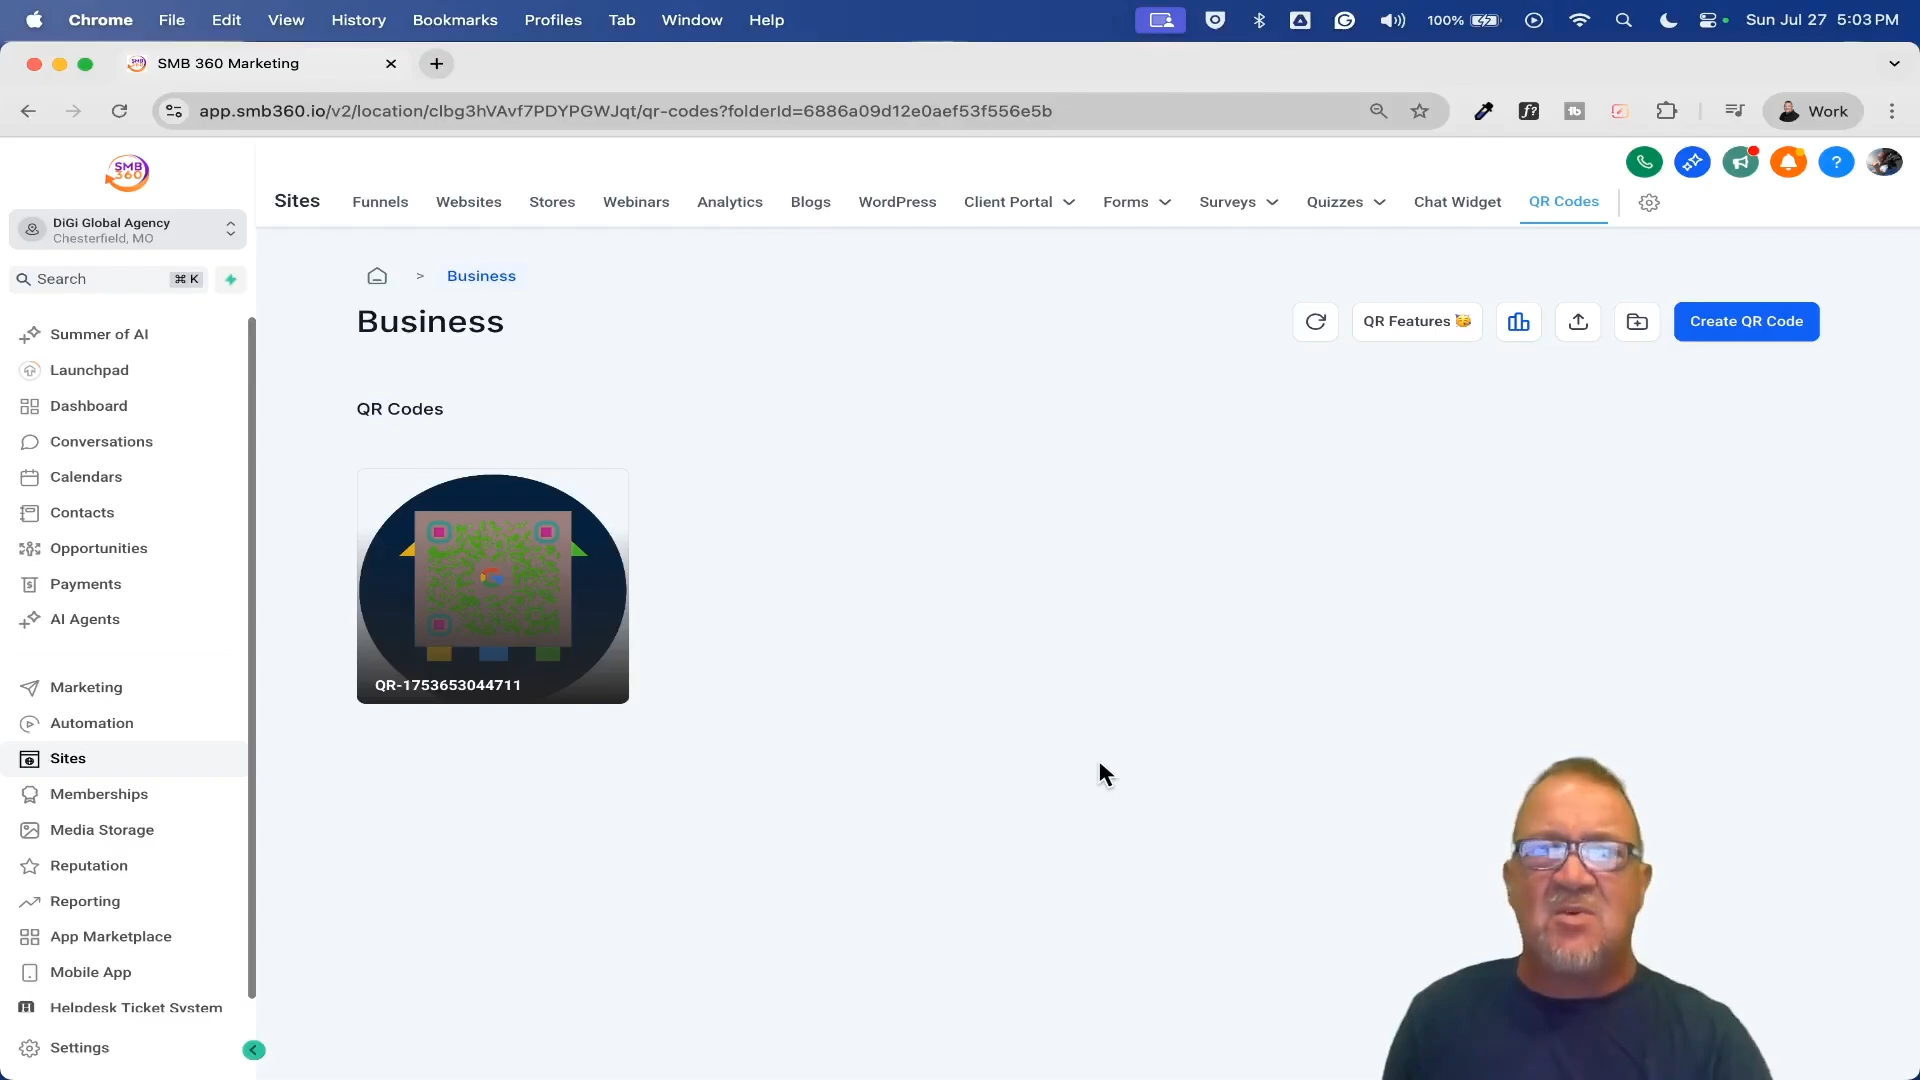 Chrome File Edit View History Bookmarks Profiles Tab Window Help 100% Sun Jul 27 5:03 PM
SMB 360 Marketing
app.smb360.io/v2/location/clbg3hVAvf7PDYPGWJqt/qr-codes?folderId=6886a09d12e0aef53f556e5b Work
SMB
360
DiGi Global Agency
Chesterfield, MO
Search ⌘ K
Summer of AI
Launchpad
Dashboard
Conversations
Calendars
Contacts
Opportunities
Payments
AI Agents
Marketing
Automation
Sites
Memberships
Media Storage
Reputation
Reporting
App Marketplace
Mobile App
Helpdesk Ticket System
Settings
Sites Funnels Websites Stores Webinars Analytics Blogs WordPress Client Portal Forms Surveys Quizzes Chat Widget QR Codes
> Business
Business
QR Features 🥳 Create QR Code
QR Codes
QR-1753653044711